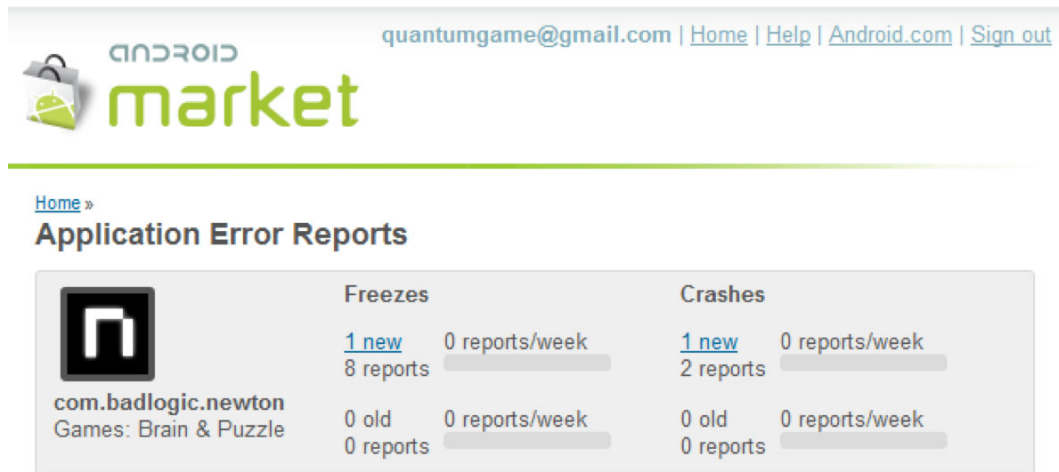 quantumgame@gmail.com | Home | Help | Android.com | Sign out
ANDROID
market
Home »
Application Error Reports
n
Freezes
Crashes
1 new 0 reports/week
8 reports
1 new 0 reports/week
2 reports
com.badlogic.newton
Games: Brain & Puzzle
0 old 0 reports/week
0 reports
0 old 0 reports/week
0 reports